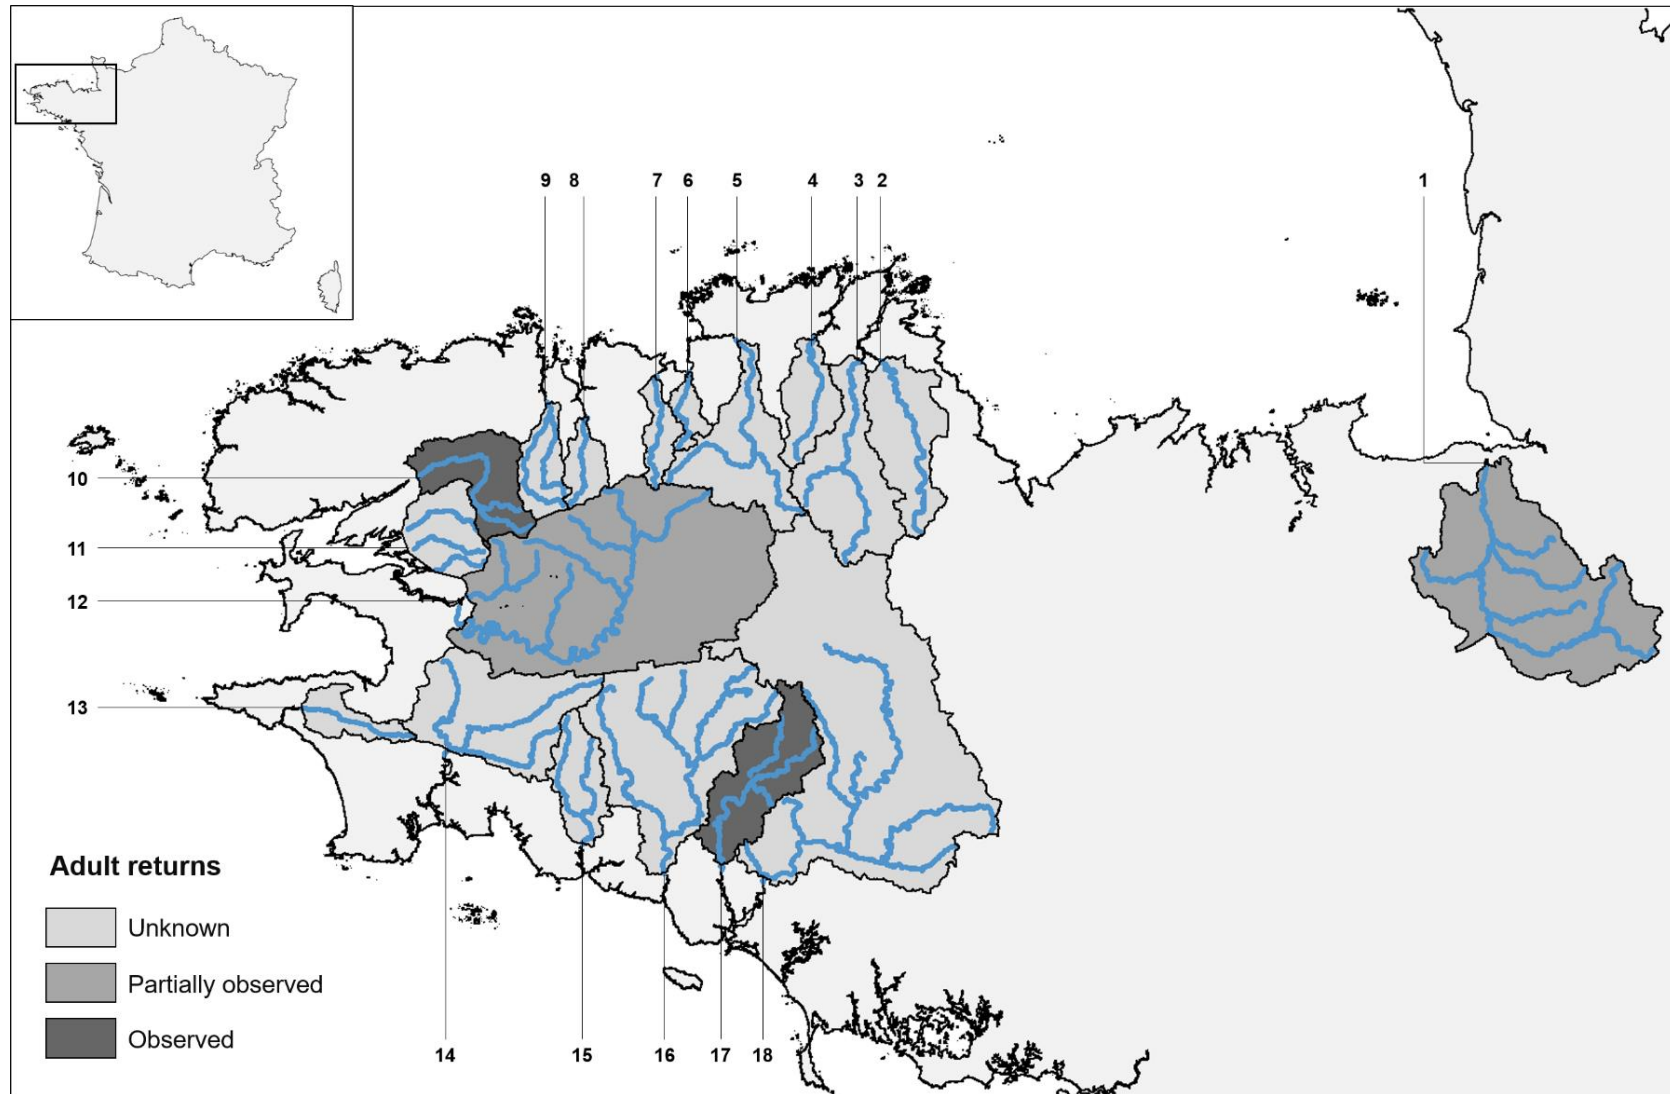 9 8 7 6 5 4 3 2 1
10
11
12
13
Adult returns
Unknown
Partially observed
Observed
14 15 16 17 18